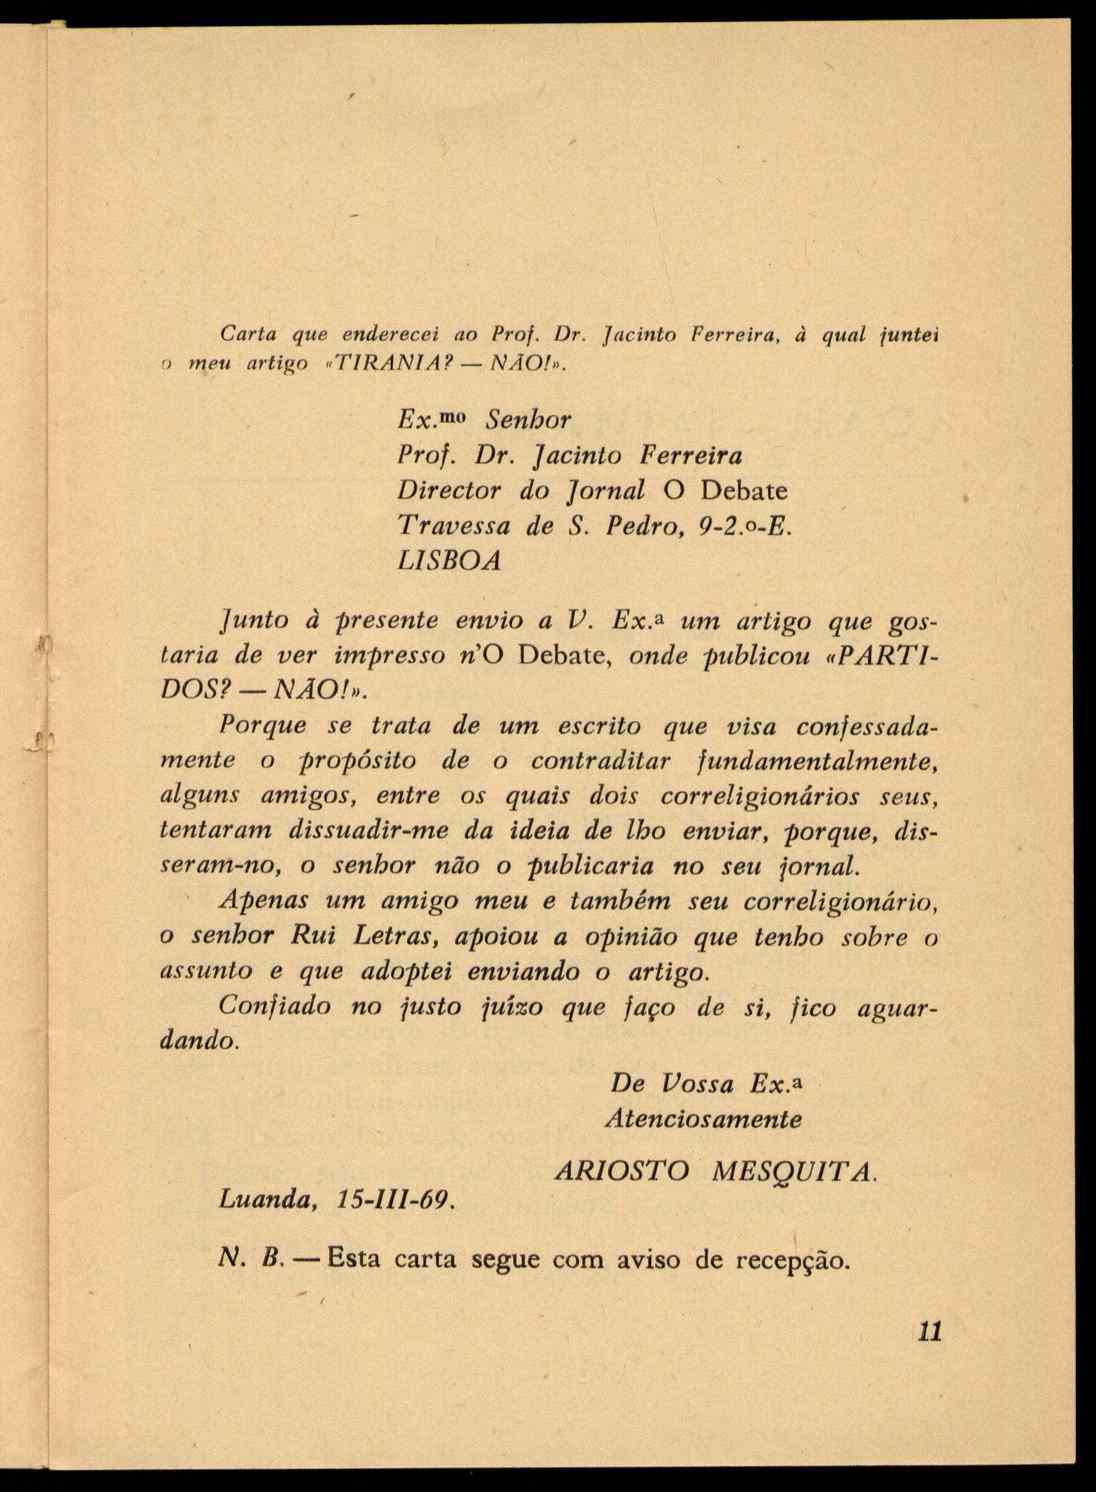 Carta que enderecei ao Prof. Dr. Jacinto Ferreira, à qual juntei
o meu artigo «TIRANIA? — NÃO!».
Ex.mo Senhor
Prof. Dr. Jacinto Ferreira
Director do Jornal O Debate
Travessa de S. Pedro, 9-2.º-E.
LISBOA
Junto à presente envio a V. Ex.ª um artigo que gos-
taria de ver impresso n'O Debate, onde publicou «PARTI-
DOS? — NÃO!».
Porque se trata de um escrito que visa confessada-
mente o propósito de o contraditar fundamentalmente,
alguns amigos, entre os quais dois correligionários seus,
tentaram dissuadir-me da ideia de lho enviar, porque, dis-
seram-no, o senhor não o publicaria no seu jornal.
Apenas um amigo meu e também seu correligionário,
o senhor Rui Letras, apoiou a opinião que tenho sobre o
assunto e que adoptei enviando o artigo.
Confiado no justo juízo que faço de si, fico aguar-
dando.
De Vossa Ex.ª
Atenciosamente
ARIOSTO MESQUITA.
Luanda, 15-III-69.
N. B. — Esta carta segue com aviso de recepção.
11